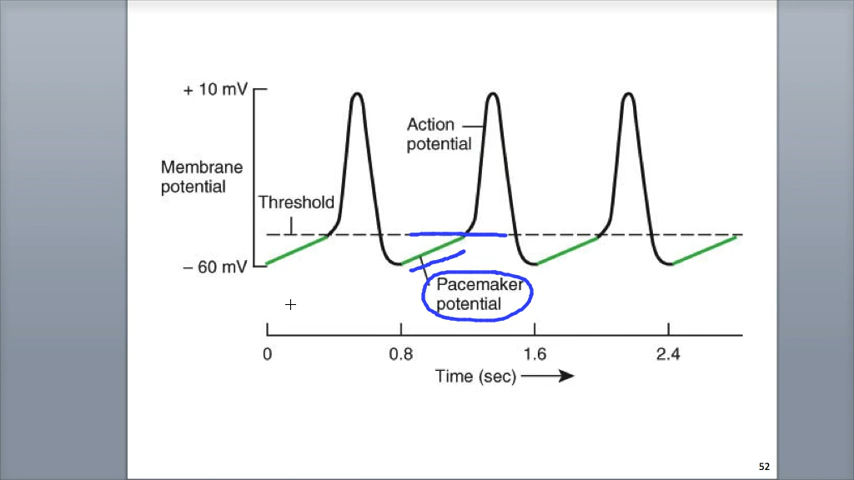 + 10 mV
Action
potential
Membrane
potential
Threshold
– 60 mV
Pacemaker
potential
0 0.8 1.6 2.4
Time (sec)
52